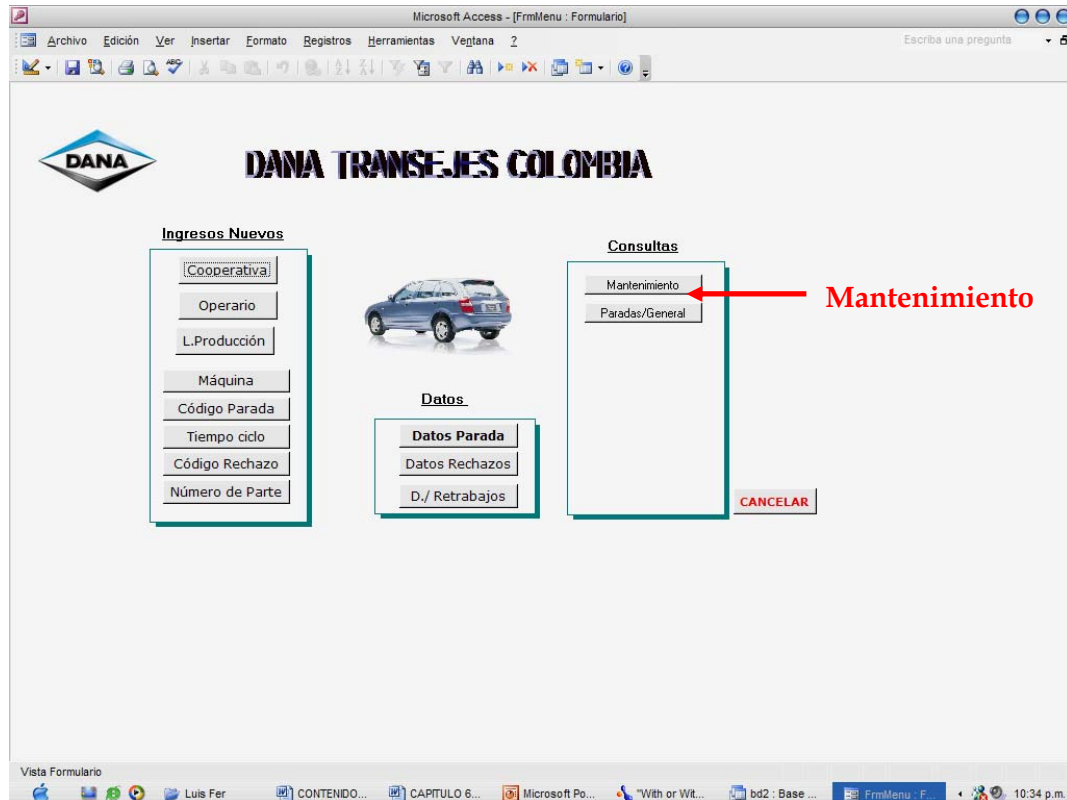 Microsoft Access - [FrmMenu : Formulario]
Archivo Edición Ver Insertar Formato Registros Herramientas Ventana ? Escriba una pregunta
DANA
DANA TRANSEJES COLOMBIA
Ingresos Nuevos
Cooperativa
Operario
L.Producción
Máquina
Código Parada
Tiempo ciclo
Código Rechazo
Número de Parte
Datos
Datos Parada
Datos Rechazos
D./ Retrabajos
Consultas
Mantenimiento
Paradas/General
Mantenimiento
CANCELAR
Vista Formulario
Luis Fer CONTENIDO... CAPITULO 6... Microsoft Po... "With or Wit... bd2 : Base ... FrmMenu : F... 10:34 p.m.